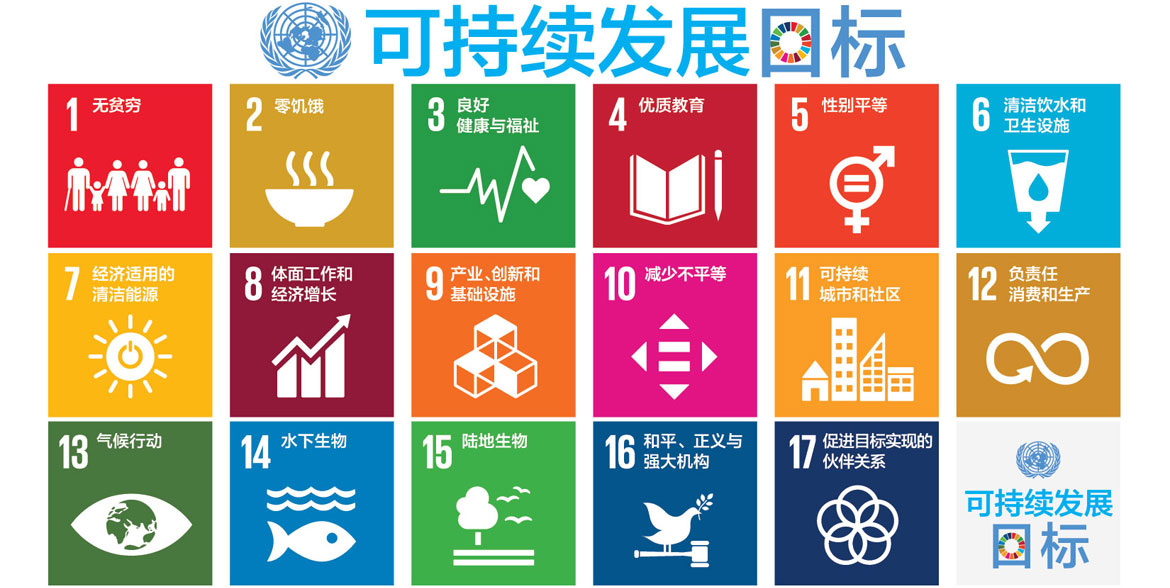 可持续发展目标
1 无贫穷
2 零饥饿
3 良好
健康与福祉
4 优质教育
5 性别平等
6 清洁饮水和
卫生设施
7 经济适用的
清洁能源
8 体面工作和
经济增长
9 产业、创新和
基础设施
10 减少不平等
11 可持续
城市和社区
12 负责任
消费和生产
13 气候行动
14 水下生物
15 陆地生物
16 和平、正义与
强大机构
17 促进目标实现的
伙伴关系
可持续发展
目标